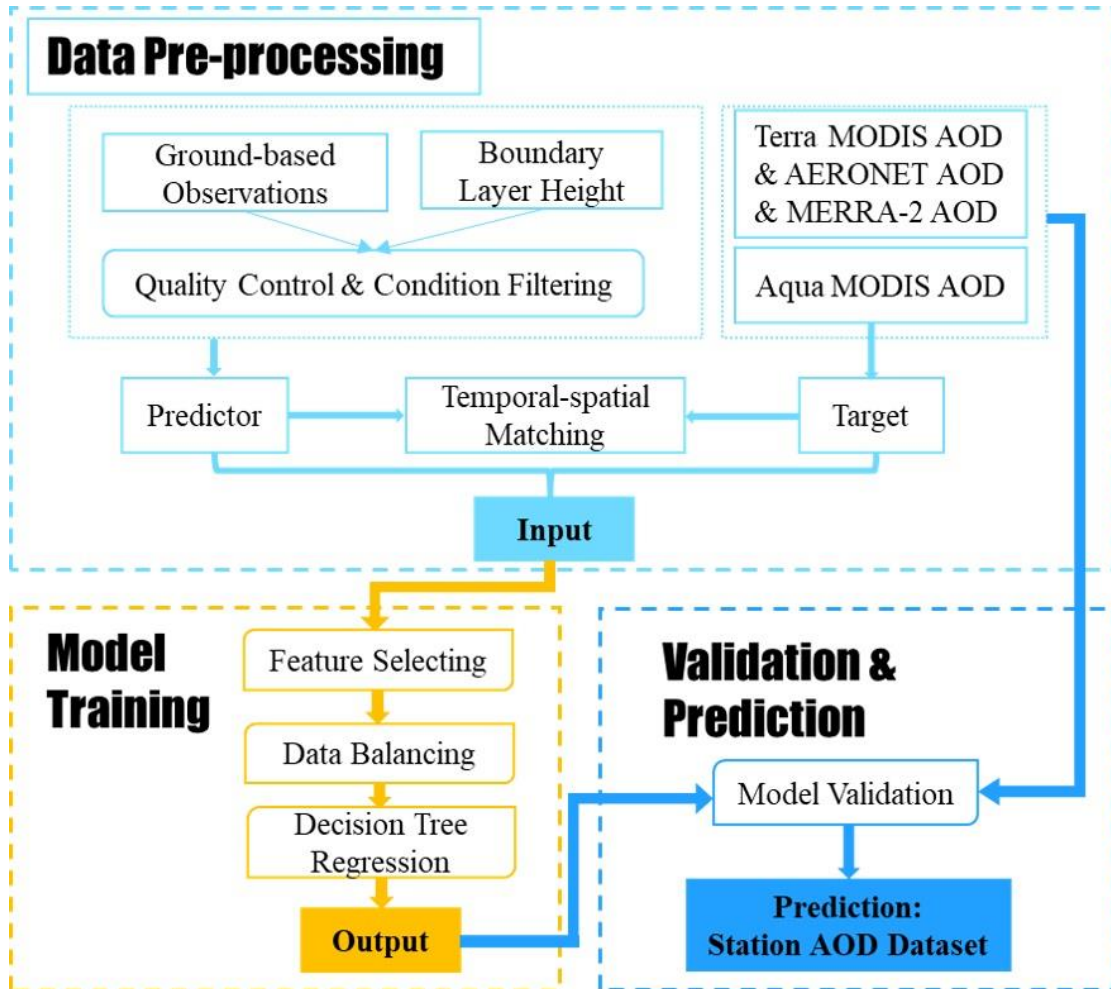 Data Pre-processing
Ground-based
Observations
Boundary
Layer Height
Quality Control & Condition Filtering
Terra MODIS AOD
& AERONET AOD
& MERRA-2 AOD
Aqua MODIS AOD
Predictor
Temporal-spatial
Matching
Target
Input
Model
Training
Feature Selecting
Data Balancing
Decision Tree
Regression
Output
Validation &
Prediction
Model Validation
Prediction:
Station AOD Dataset